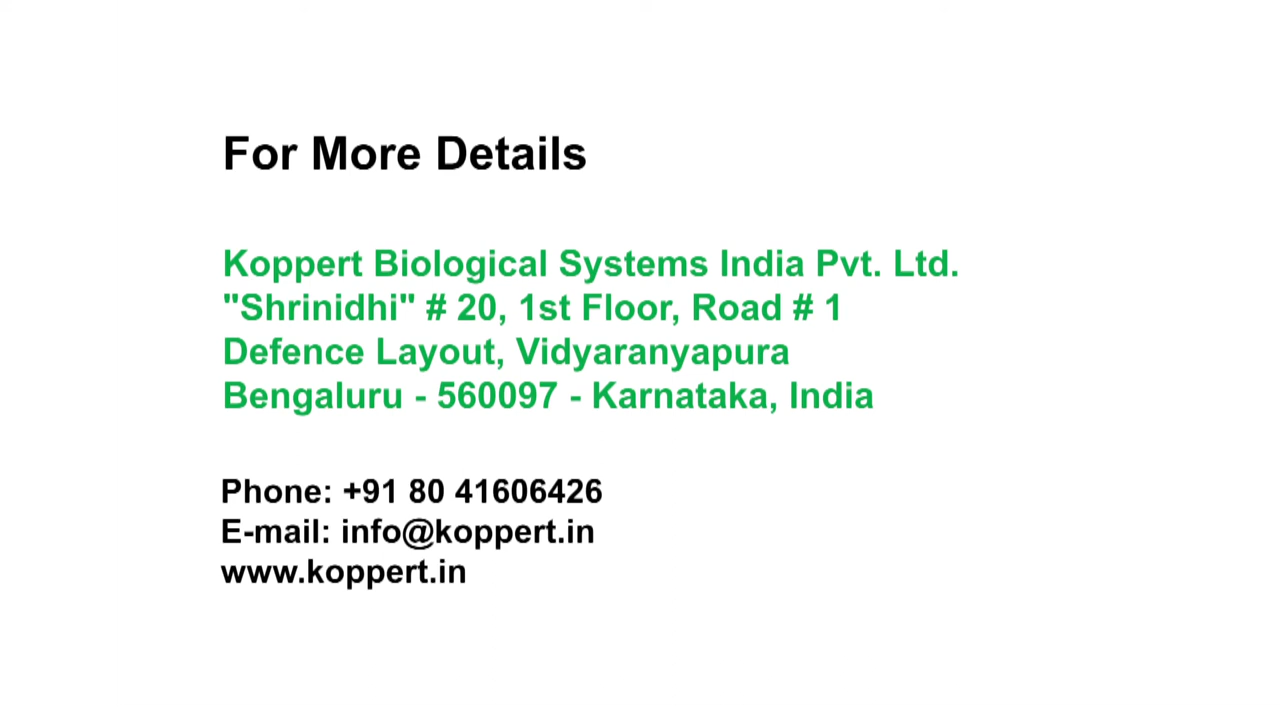 For More Details
Koppert Biological Systems India Pvt. Ltd.
"Shrinidhi" # 20, 1st Floor, Road # 1
Defence Layout, Vidyaranyapura
Bengaluru - 560097 - Karnataka, India
Phone: +91 80 41606426
E-mail: info@koppert.in
www.koppert.in